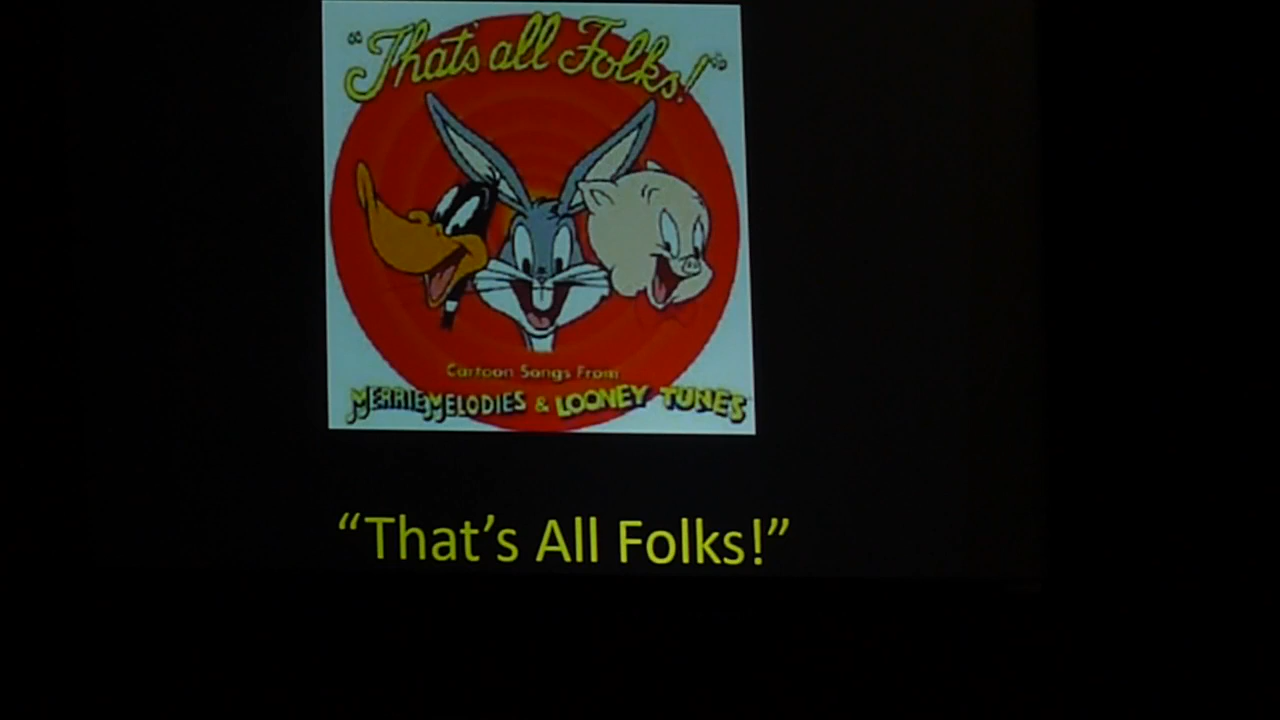 "That's all Folks!"
Cartoon Songs From
MERRIE MELODIES & LOONEY TUNES
“That’s All Folks!”